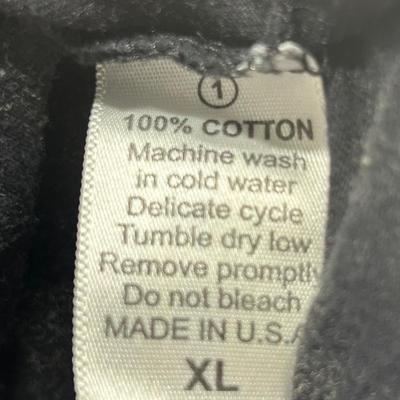 1
100% COTTON
Machine wash
in cold water
Delicate cycle
Tumble dry low
Remove promptly
Do not bleach
MADE IN U.S.A
XL